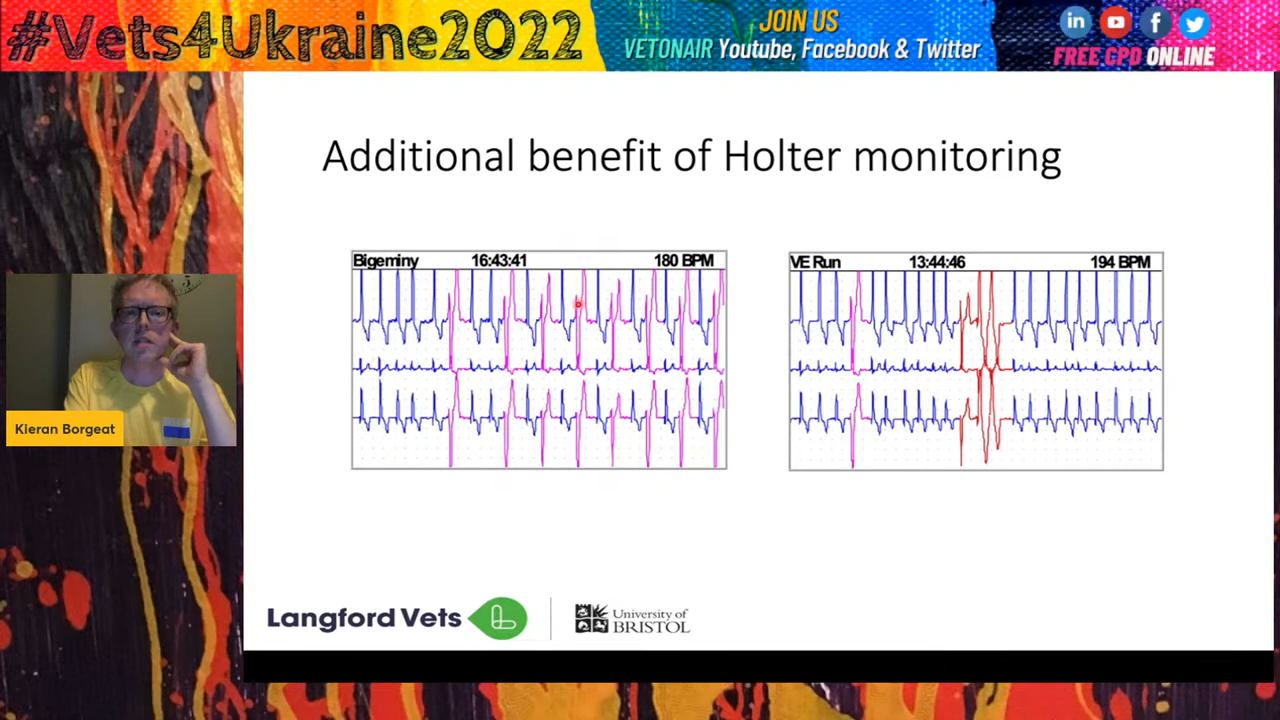 #Vets4Ukraine2022
JOIN US
VETONAIR Youtube, Facebook & Twitter
FREE CPD ONLINE
Additional benefit of Holter monitoring
Bigeminy 16:43:41 180 BPM
VE Run 13:44:46 194 BPM
Kieran Borgeat
Langford Vets
University of
BRISTOL